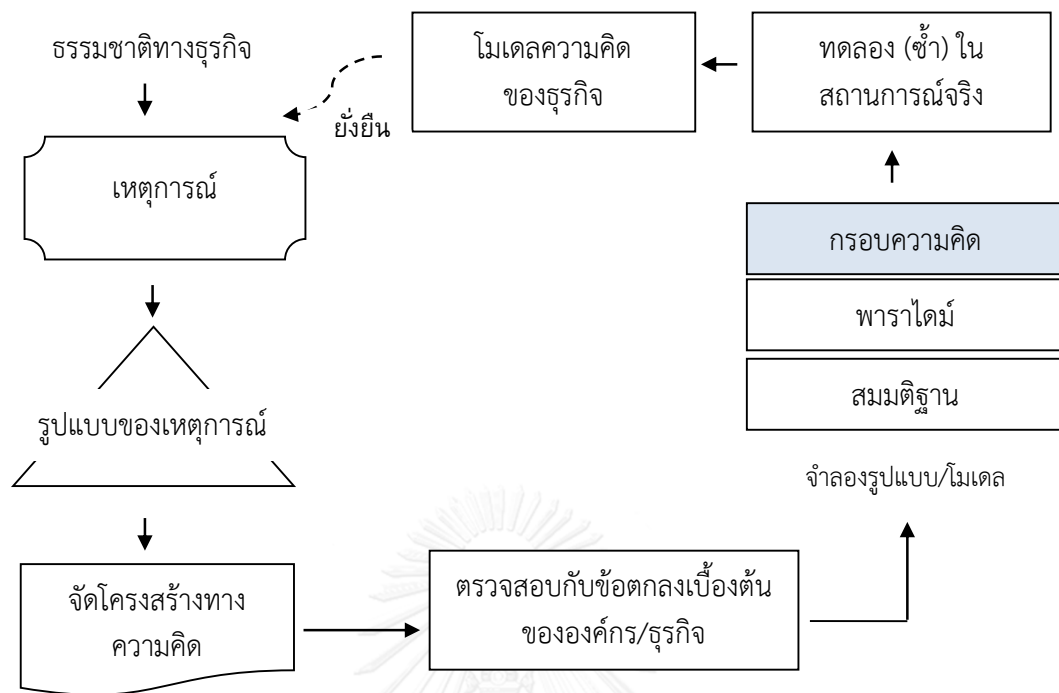 ธรรมชาติทางธุรกิจ
โมเดลความคิด
ของธุรกิจ
ทดลอง (ซ้ำ) ใน
สถานการณ์จริง
ยั่งยืน
เหตุการณ์
กรอบความคิด
พาราไดม์
สมมติฐาน
รูปแบบของเหตุการณ์
จำลองรูปแบบ/โมเดล
จัดโครงสร้างทาง
ความคิด
ตรวจสอบกับข้อตกลงเบื้องต้น
ขององค์กร/ธุรกิจ